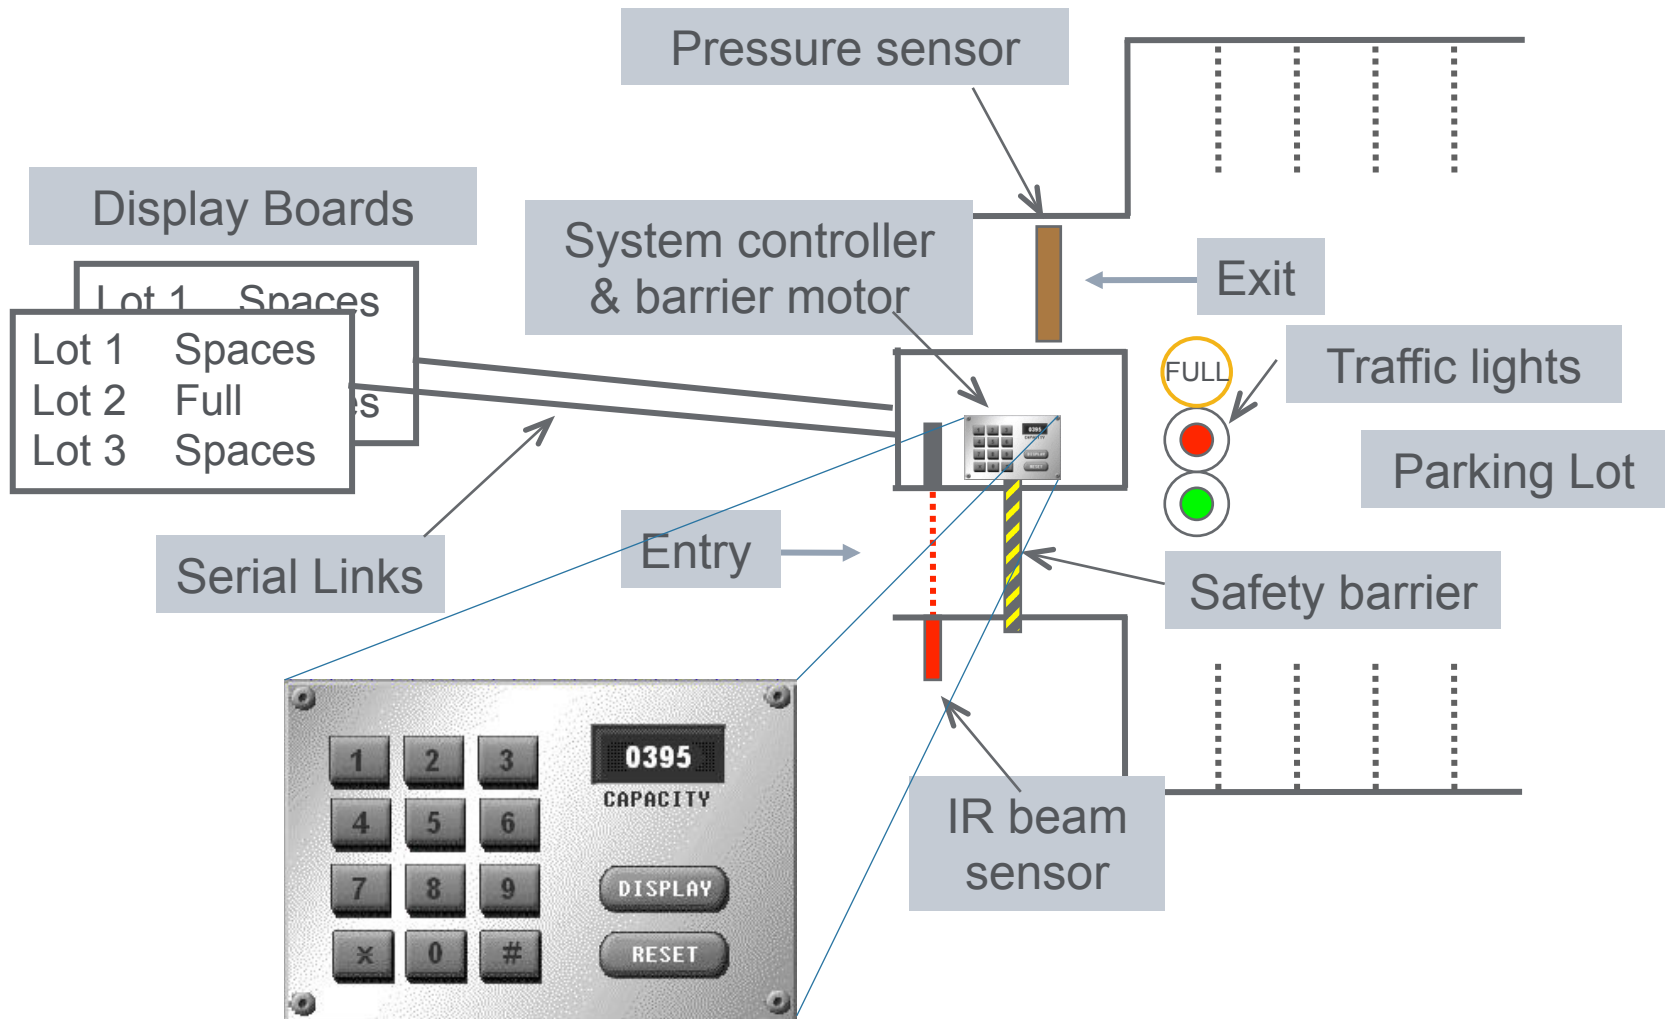 Pressure sensor
Display Boards
System controller
& barrier motor
Exit
Lot 1 Spaces
Lot 1 Spaces
Lot 2 Full
Lot 3 Spaces
FULL
Traffic lights
Parking Lot
Serial Links
Entry
Safety barrier
IR beam
sensor
1 2 3
4 5 6
7 8 9
x 0 #
0395
CAPACITY
DISPLAY
RESET